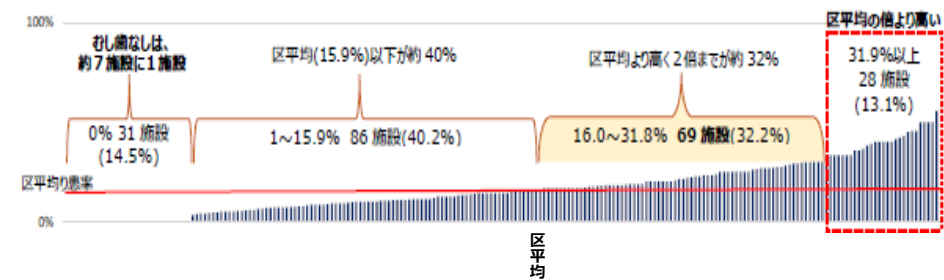 100%
区平均の倍より高い
むし歯なしは、
約7施設に1施設
区平均(15.9%)以下が約 40%
区平均より高く2倍までが約 32%
31.9%以上
28 施設
(13.1%)
0% 31 施設
(14.5%)
1～15.9% 86 施設(40.2%)
16.0～31.8% 69 施設(32.2%)
区平均り患率
0%
区平均